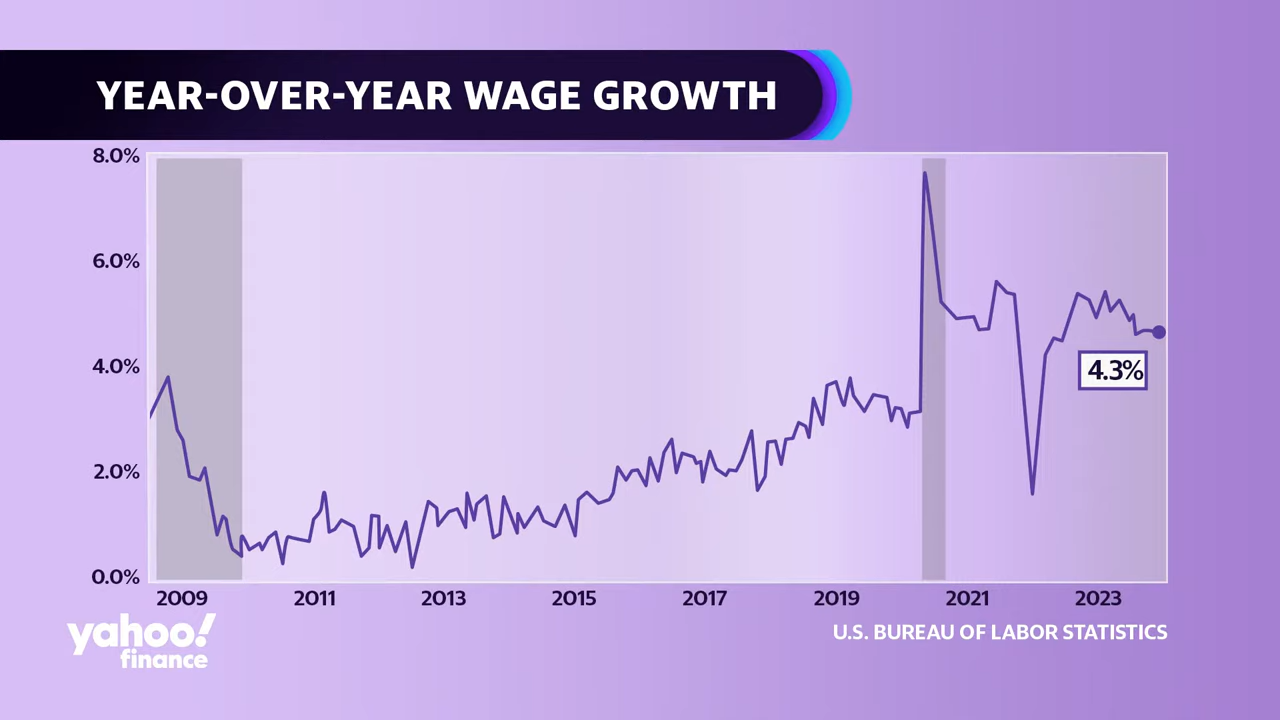 YEAR-OVER-YEAR WAGE GROWTH
8.0%
6.0%
4.0%
4.3%
2.0%
0.0%
2009 2011 2013 2015 2017 2019 2021 2023
yahoo!
finance
U.S. BUREAU OF LABOR STATISTICS